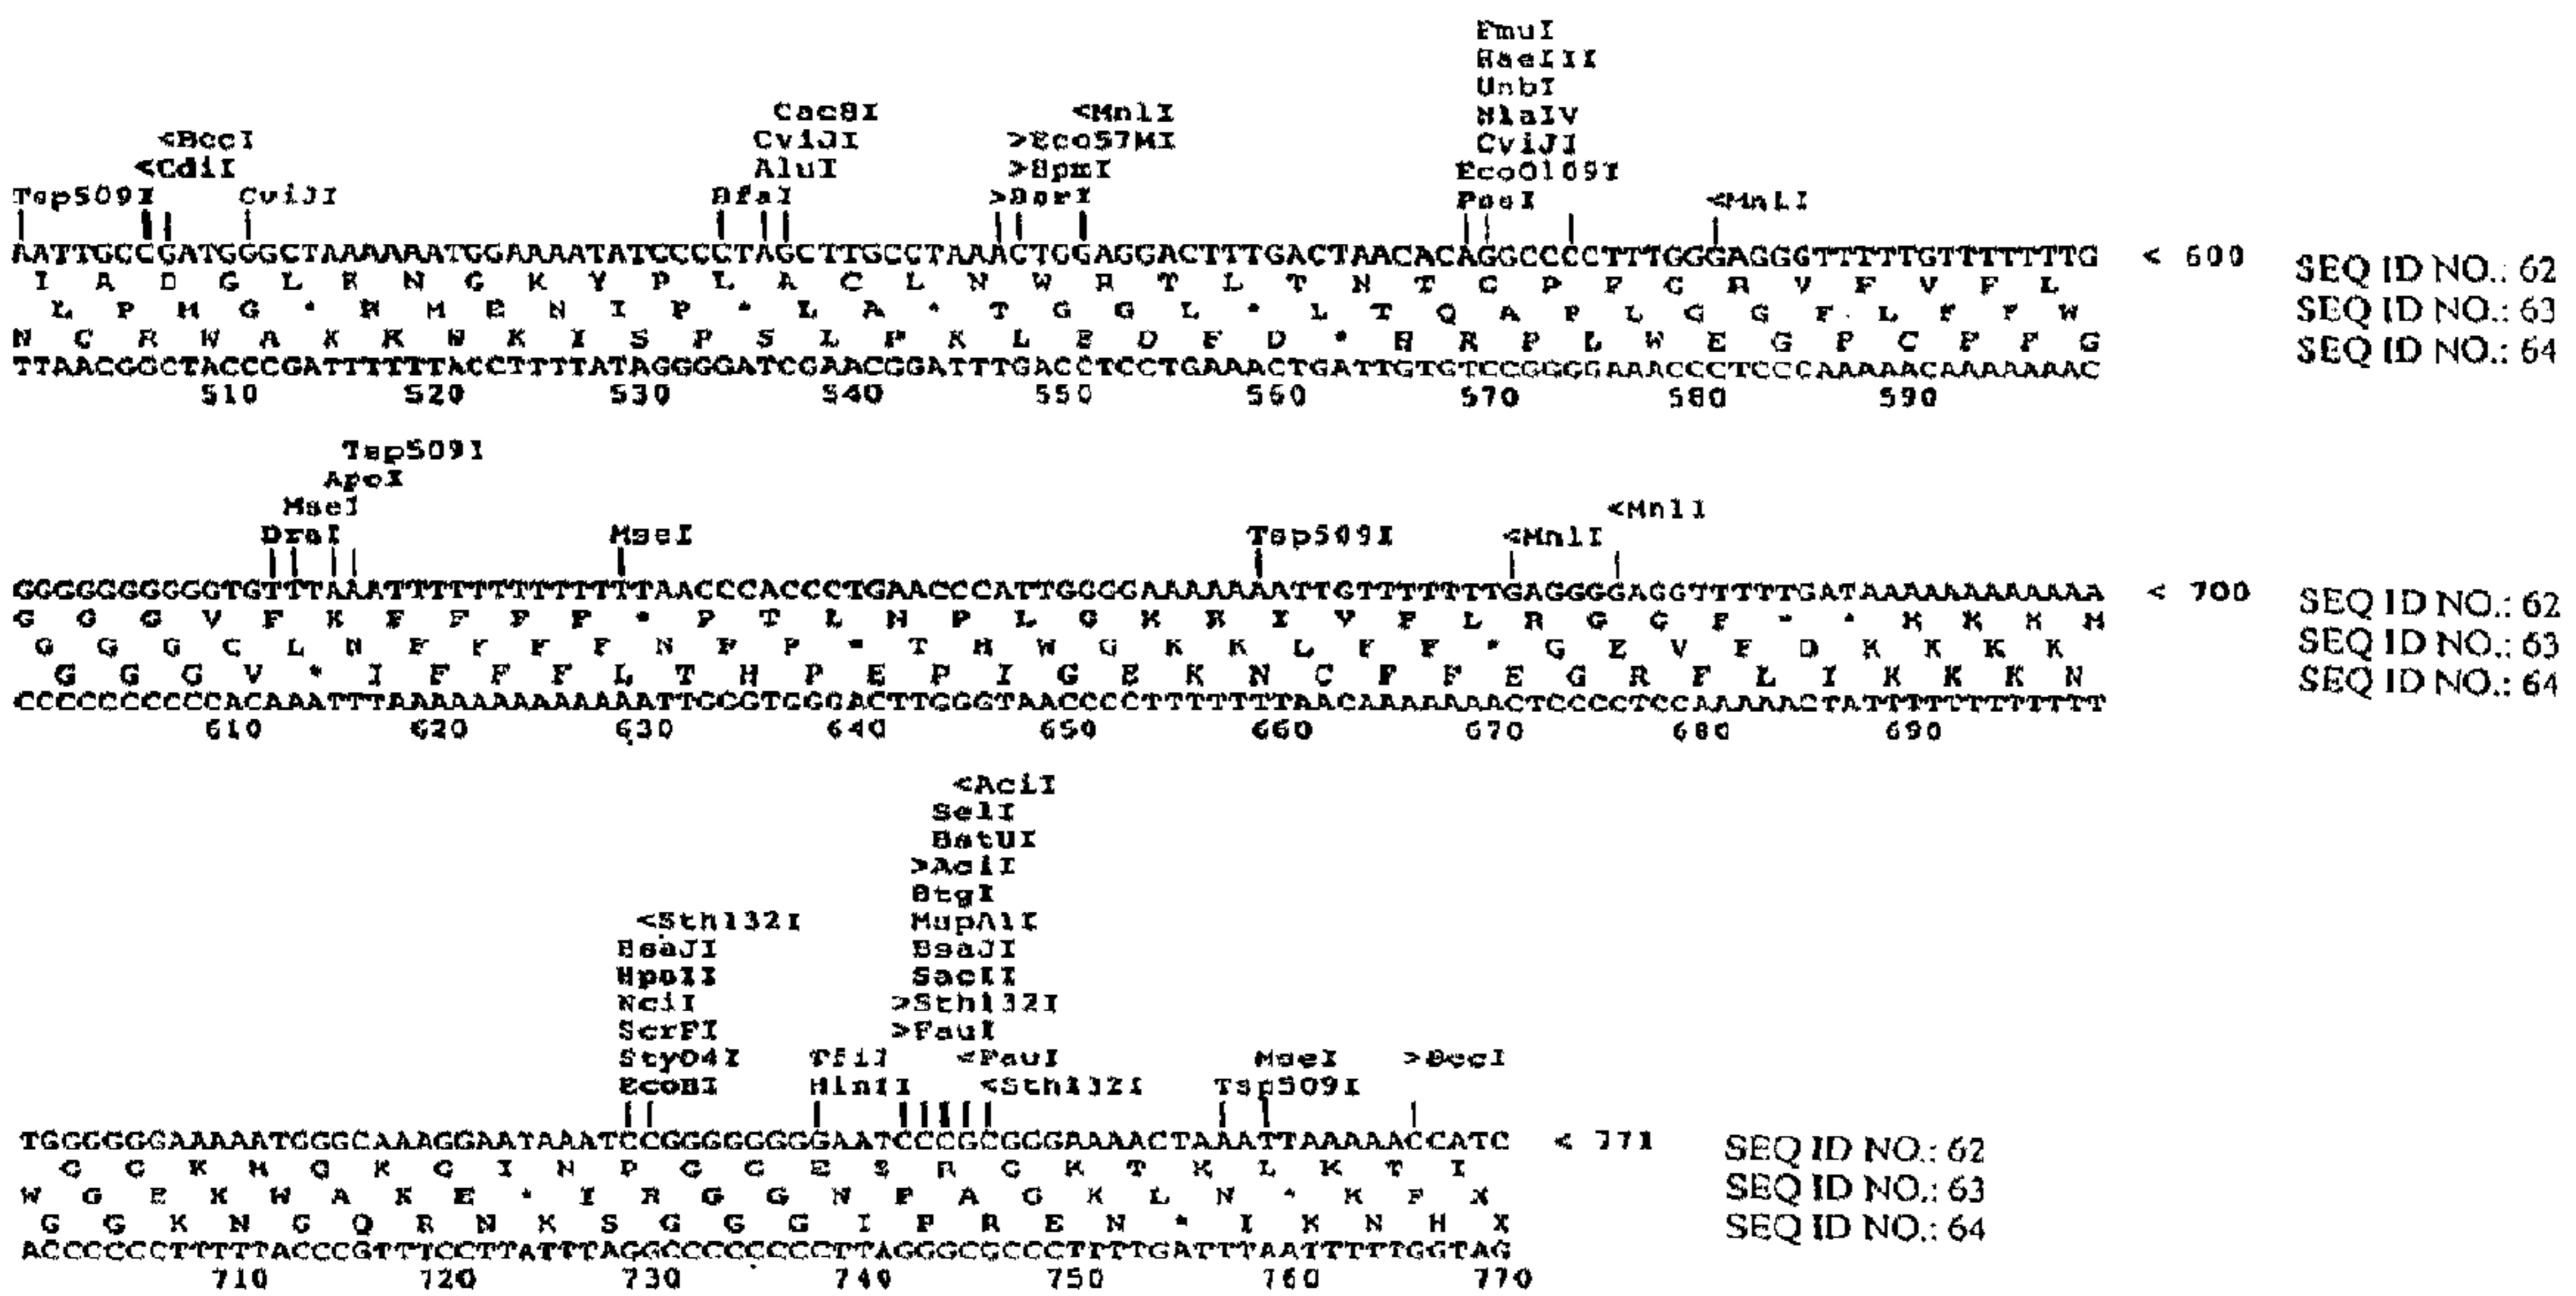 FmuI
HaeIII
UnbI
Cac8I <MnlI NlaIV
<BccI CviJI >Eco57MI CviJI
<CdiI AluI >BpmI EcoO109I
Tsp509I CviJI BfaI >BsrI PssI <MnlI
AATTGCCGATGGGCTAAAAAATGGAAAATATCCCCTAGCTTGCCTAAACTGGAGGACTTTGACTAACACAGGCCCCTTTGGGAGGGTTTTTGTTTTTTTG < 600 SEQ ID NO.: 62
I A D G L K N G K Y P L A C L N W R T L T N T G P F G R V F V F L SEQ ID NO.: 63
L P M G * K M E N I P * L A * T G G L * L T Q A P L G G F L F F W
N C R W A K K W K I S P S L P K L E D F D * H R P L W E G F C F F G SEQ ID NO.: 64
TTAACGGCTACCCGATTTTTTACCTTTTATAGGGGATCGAACGGATTTGACCTCCTGAAACTGATTGTGTCCGGGGAAACCCTCCCAAAAACAAAAAAAC
510 520 530 540 550 560 570 580 590
Tsp509I
ApoI
MseI <MnlI
DraI MseI Tsp509I <MnlI
GGGGGGGGGGTGTTTAAATTTTTTTTTTTTTTAACCCACCCTGAACCCATTGGGGAAAAAAATTGTTTTTTTGAGGGGAGGTTTTTGATAAAAAAAAAAAA < 700 SEQ ID NO.: 62
G G G V F K F F F F * P T L N P L G K K I V F L R G G F * * K K K M
G G G C L N F F F F N P P * T H W G K K L F F * G E V F D K K K K SEQ ID NO.: 63
G G G V * I F F F L T H P E P I G E K N C F F E G R F L I K K K N SEQ ID NO.: 64
CCCCCCCCCCACAAATTTAAAAAAAAAAAAAATTGGGTGGGACTTGGGTAACCCCTTTTTTTAACAAAAAAACTCCCCTCCAAAAACTATTTTTTTTTTTT
610 620 630 640 650 660 670 680 690
<AciI
SelI
BstUI
>AciI
BtgI
<Sth132I MspA1I
BsaJI BsaJI
HpaII SacII
NciI >Sth132I
ScrFI >FauI
StyD4I TfiI <FauI MseI >BccI
EcoHI HinfI <Sth132I Tsp509I
TGGGGGGAAAAATGGGCAAAGGAATAAATCCGGGGGGGGAATCCCGCGGGAAAACTAAATTAAAAACCATC < 771 SEQ ID NO.: 62
G G K M G K G I N P G G E S R G K T K L K T I
W G E K W A K E * I R G G N P A G K L N * K P X SEQ ID NO.: 63
G G K N G Q R N K S G G G I P R E N * I K N H X SEQ ID NO.: 64
ACCCCCCTTTTTACCCGTTTCCTTATTTAGGCCCCCCCCTTAGGGCGCCCTTTTGATTTAATTTTTGGTAG
710 720 730 740 750 760 770